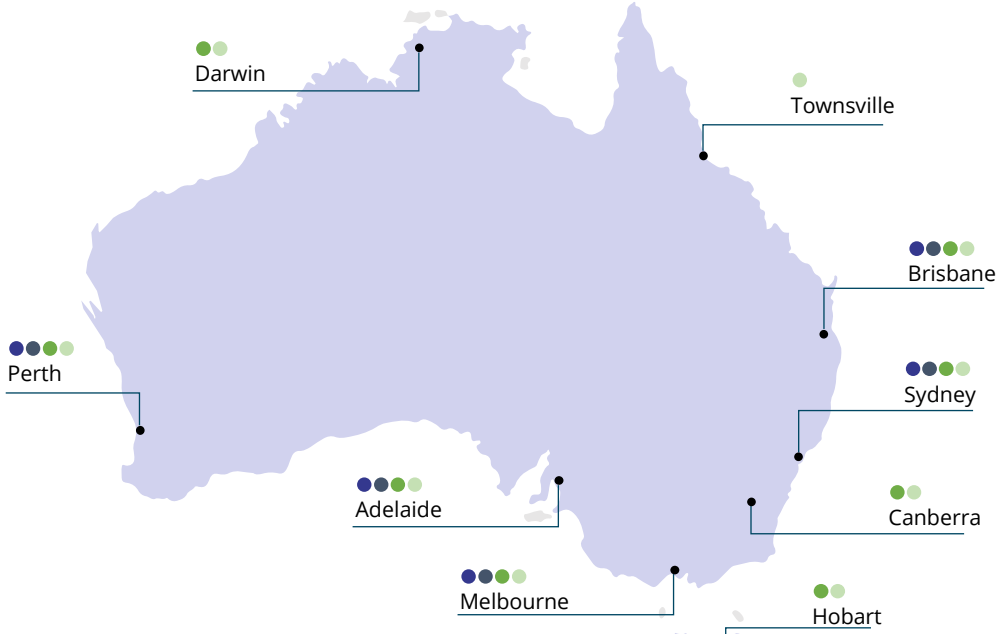 Darwin
Townsville
Brisbane
Perth
Sydney
Adelaide
Canberra
Melbourne
Hobart